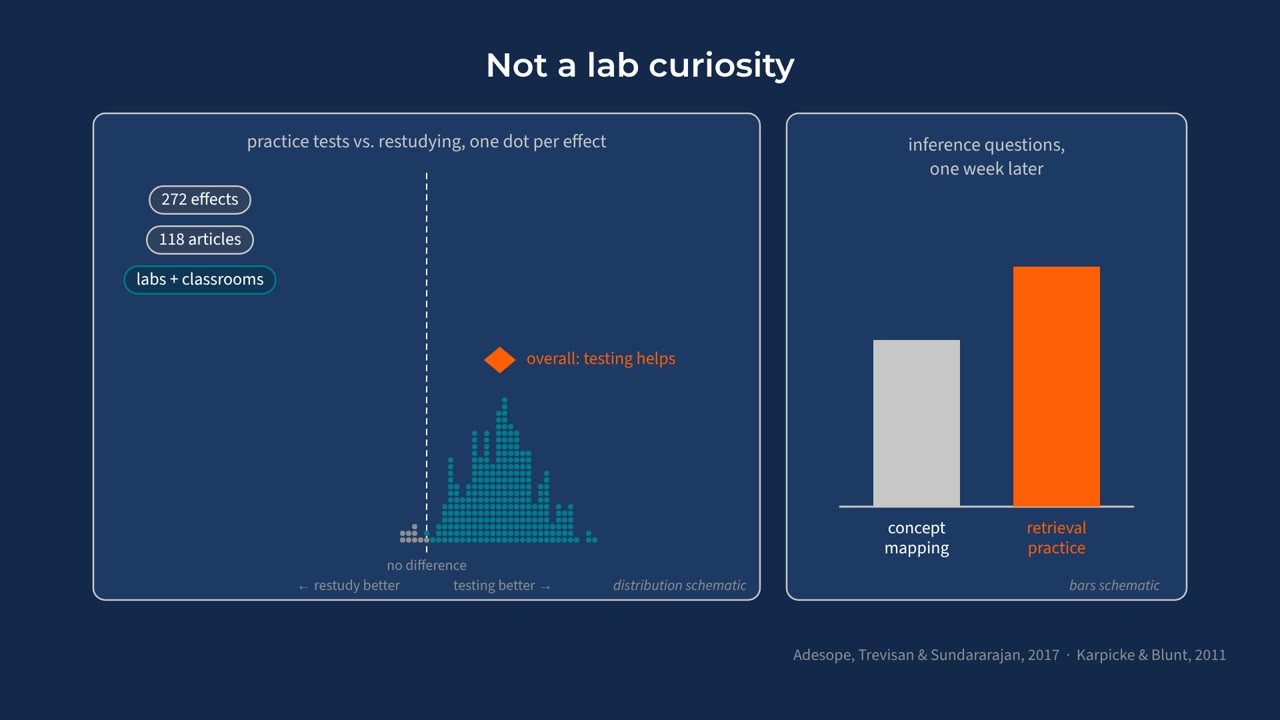 Not a lab curiosity
practice tests vs. restudying, one dot per effect
272 effects
118 articles
labs + classrooms
overall: testing helps
no difference
← restudy better
testing better →
distribution schematic
inference questions,
one week later
concept
mapping
retrieval
practice
bars schematic
Adesope, Trevisan & Sundararajan, 2017 · Karpicke & Blunt, 2011